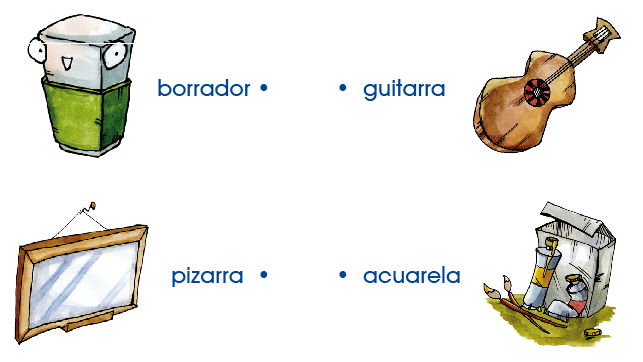 borrador • • guitarra
pizarra • • acuarela